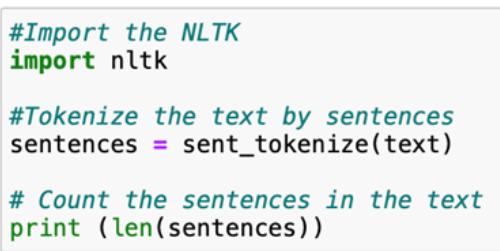 #Import the NLTK
import nltk
#Tokenize the text by sentences
sentences = sent_tokenize(text)
# Count the sentences in the text
print (len(sentences))